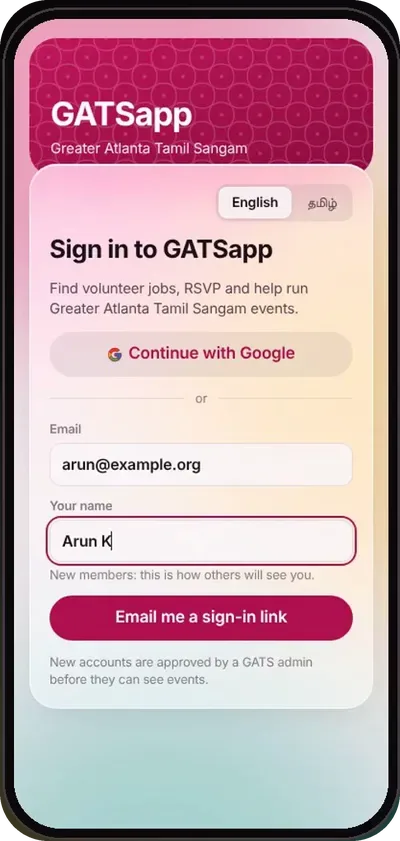 GATSapp
Greater Atlanta Tamil Sangam
English
தமிழ்
Sign in to GATSapp
Find volunteer jobs, RSVP and help run
Greater Atlanta Tamil Sangam events.
Continue with Google
or
Email
arun@example.org
Your name
Arun K
New members: this is how others will see you.
Email me a sign-in link
New accounts are approved by a GATS admin
before they can see events.